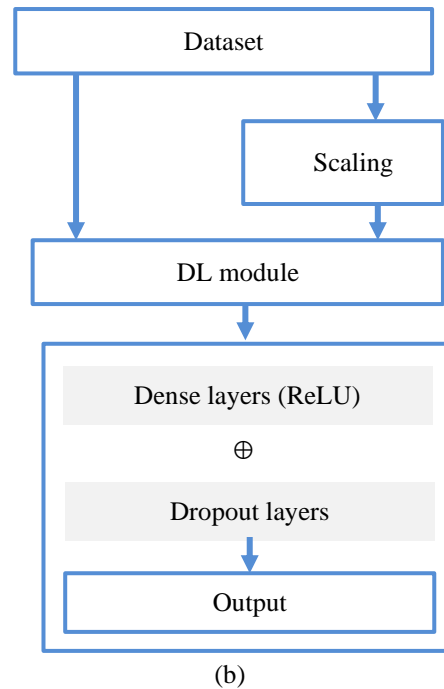 Dataset
Scaling
DL module
Dense layers (ReLU)
⊕
Dropout layers
Output
(b)